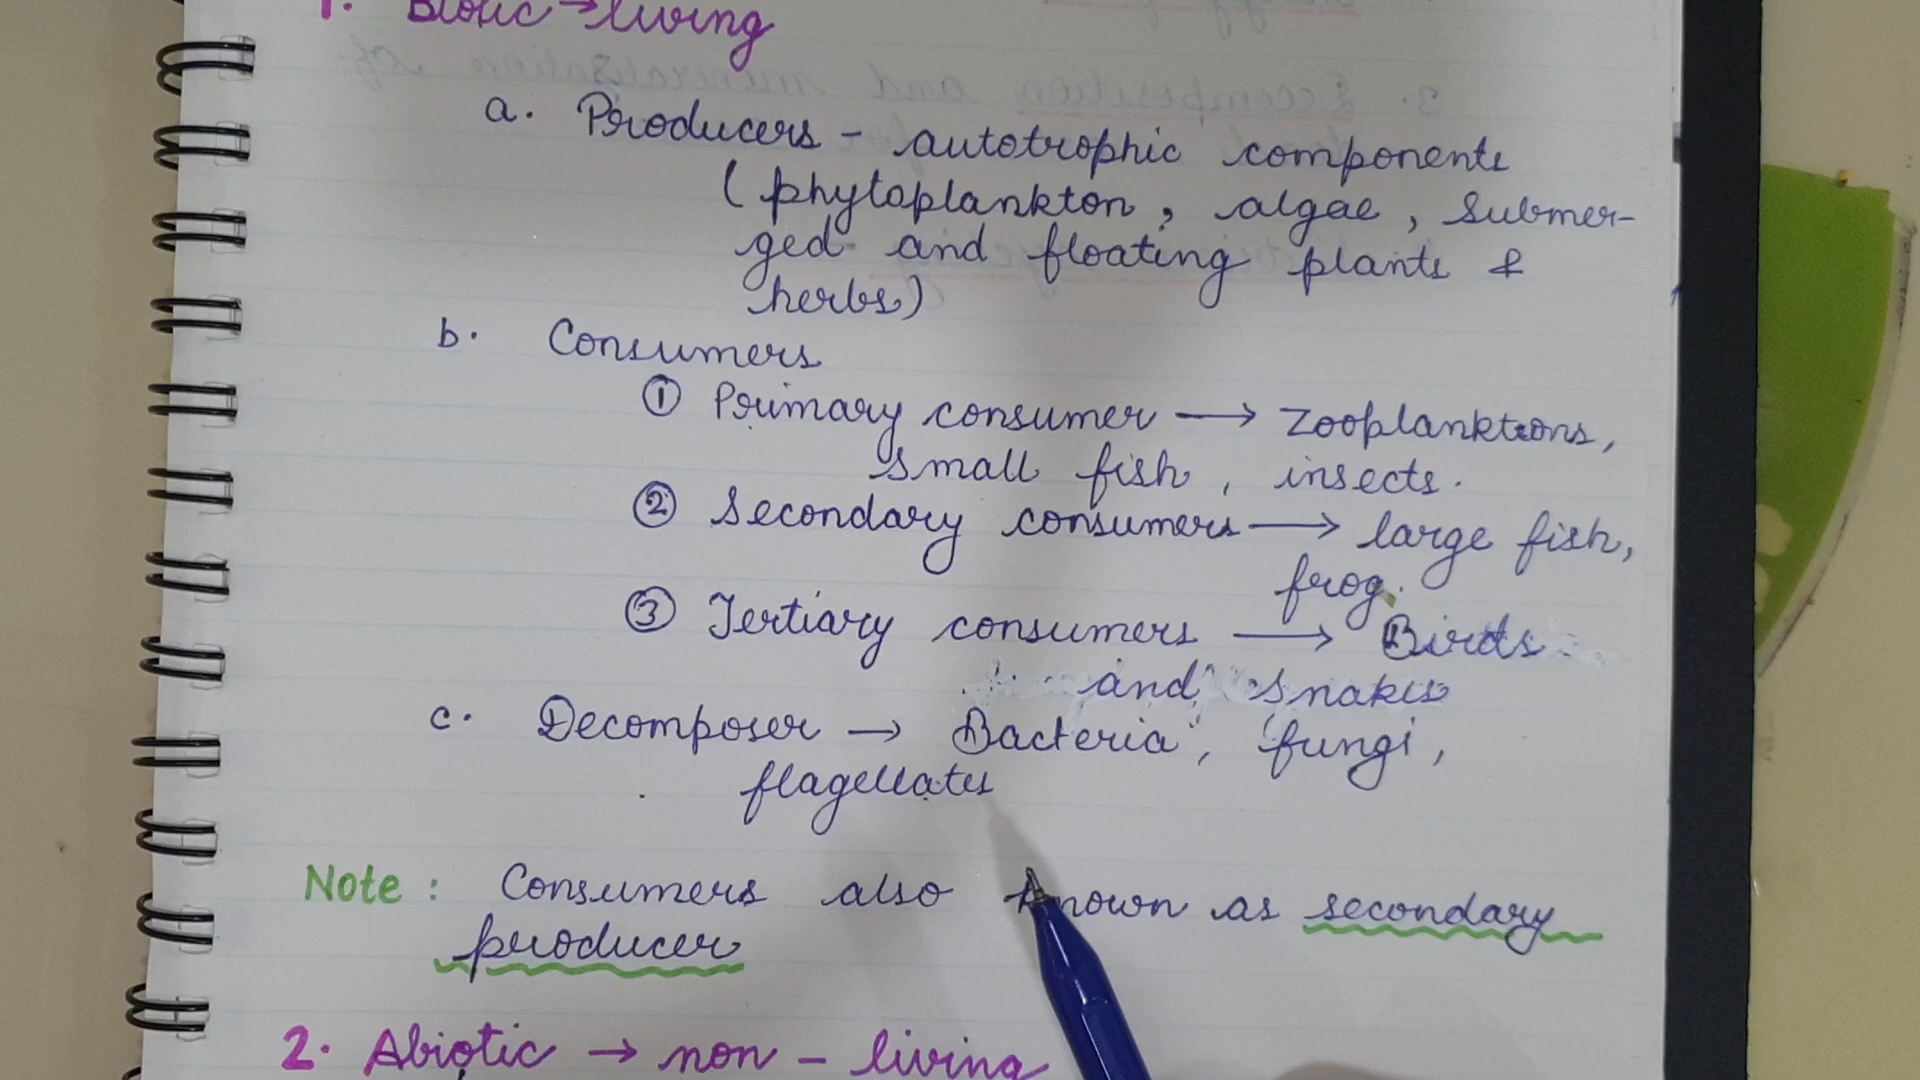 1. Biotic → living
a. Producers - autotrophic components
(phytoplankton, algae, submer-
ged and floating plants &
herbs)
b. Consumers
① Primary consumer → Zooplanktons,
small fish, insects.
② Secondary consumers → large fish,
frog.
③ Tertiary consumers → Birds
and snakes
c. Decomposer → Bacteria, fungi,
flagellates
Note: Consumers also known as secondary
producer
2. Abiotic → non - living